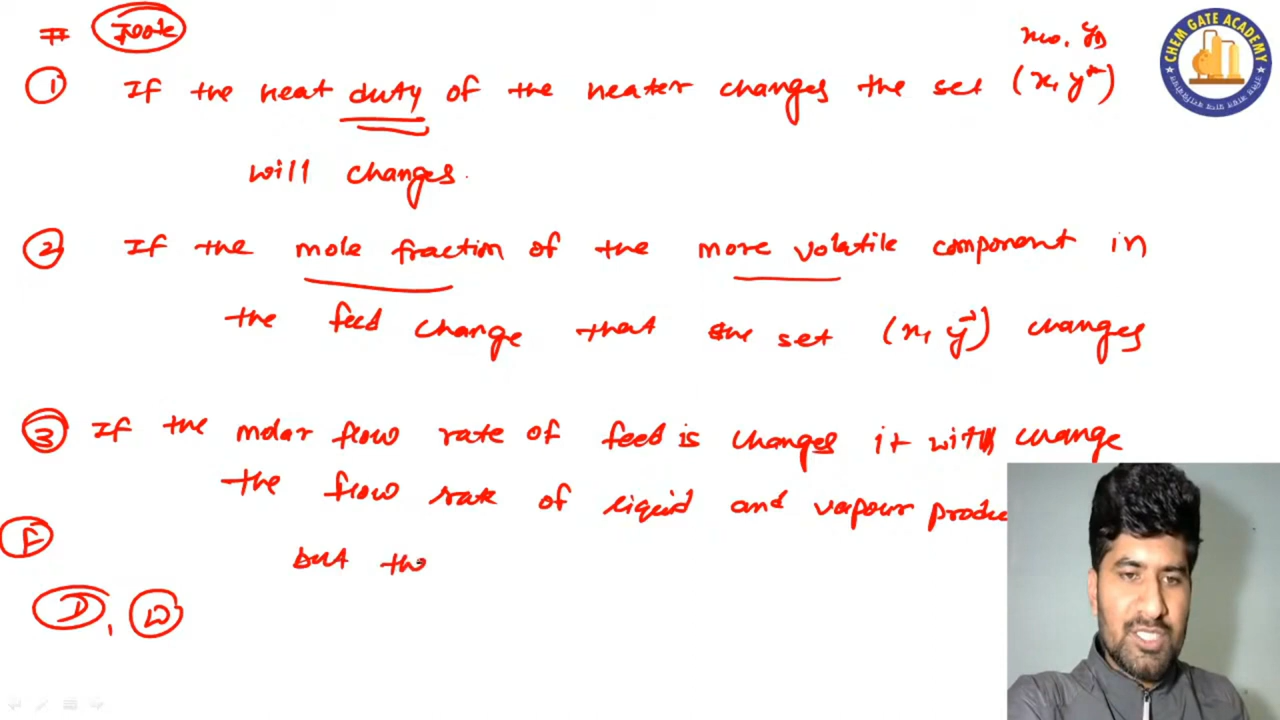 # Note
xw, yD
① If the heat duty of the heater changes the set (x, y*)
will changes.
② If the mole fraction of the more volatile component in
the feed change that the set (x, y*) changes
③ If the molar flow rate of feed is changes it will change
the flow rate of liquid and vapour produc
F
but the
D, W
CHEM GATE ACADEMY